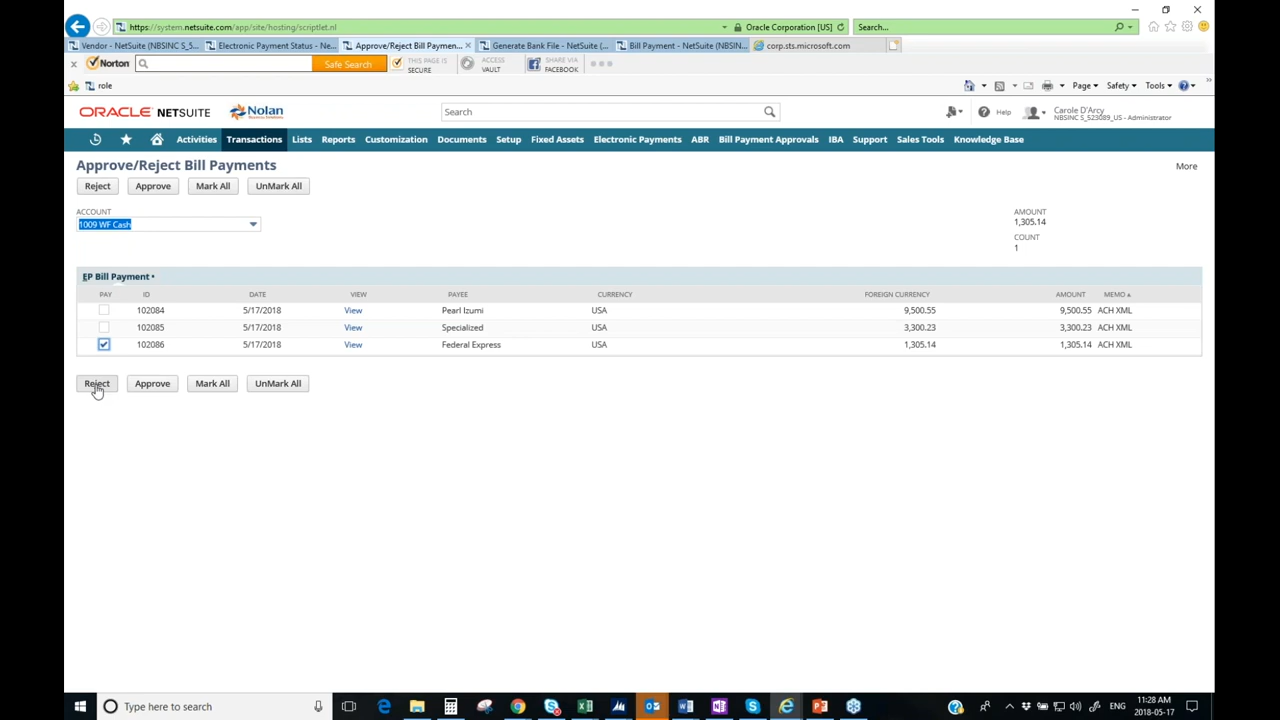 https://system.netsuite.com/app/site/hosting/scriptlet.nl
Oracle Corporation [US]
Search...
Vendor - NetSuite (NBSINC S_5...
Electronic Payment Status - Ne...
Approve/Reject Bill Paymen...
Generate Bank File - NetSuite (...
Bill Payment - NetSuite (NBSIN...
corp.sts.microsoft.com
Norton
Safe Search
THIS PAGE IS
SECURE
ACCESS
VAULT
SHARE VIA
FACEBOOK
role
Page
Safety
Tools
ORACLE NETSUITE
Nolan
Search
Help
Carole D'Arcy
NBSINC S_523089_US - Administrator
Activities
Transactions
Lists
Reports
Customization
Documents
Setup
Fixed Assets
Electronic Payments
ABR
Bill Payment Approvals
IBA
Support
Sales Tools
Knowledge Base
Approve/Reject Bill Payments
More
Reject
Approve
Mark All
UnMark All
ACCOUNT
1009 WF Cash
AMOUNT
1,305.14
COUNT
1
EP Bill Payment •
PAY ID DATE VIEW PAYEE CURRENCY FOREIGN CURRENCY AMOUNT MEMO
102084 5/17/2018 View Pearl Izumi USA 9,500.55 9,500.55 ACH XML
102085 5/17/2018 View Specialized USA 3,300.23 3,300.23 ACH XML
102086 5/17/2018 View Federal Express USA 1,305.14 1,305.14 ACH XML
Reject
Approve
Mark All
UnMark All
Type here to search
ENG
11:28 AM
2018-05-17